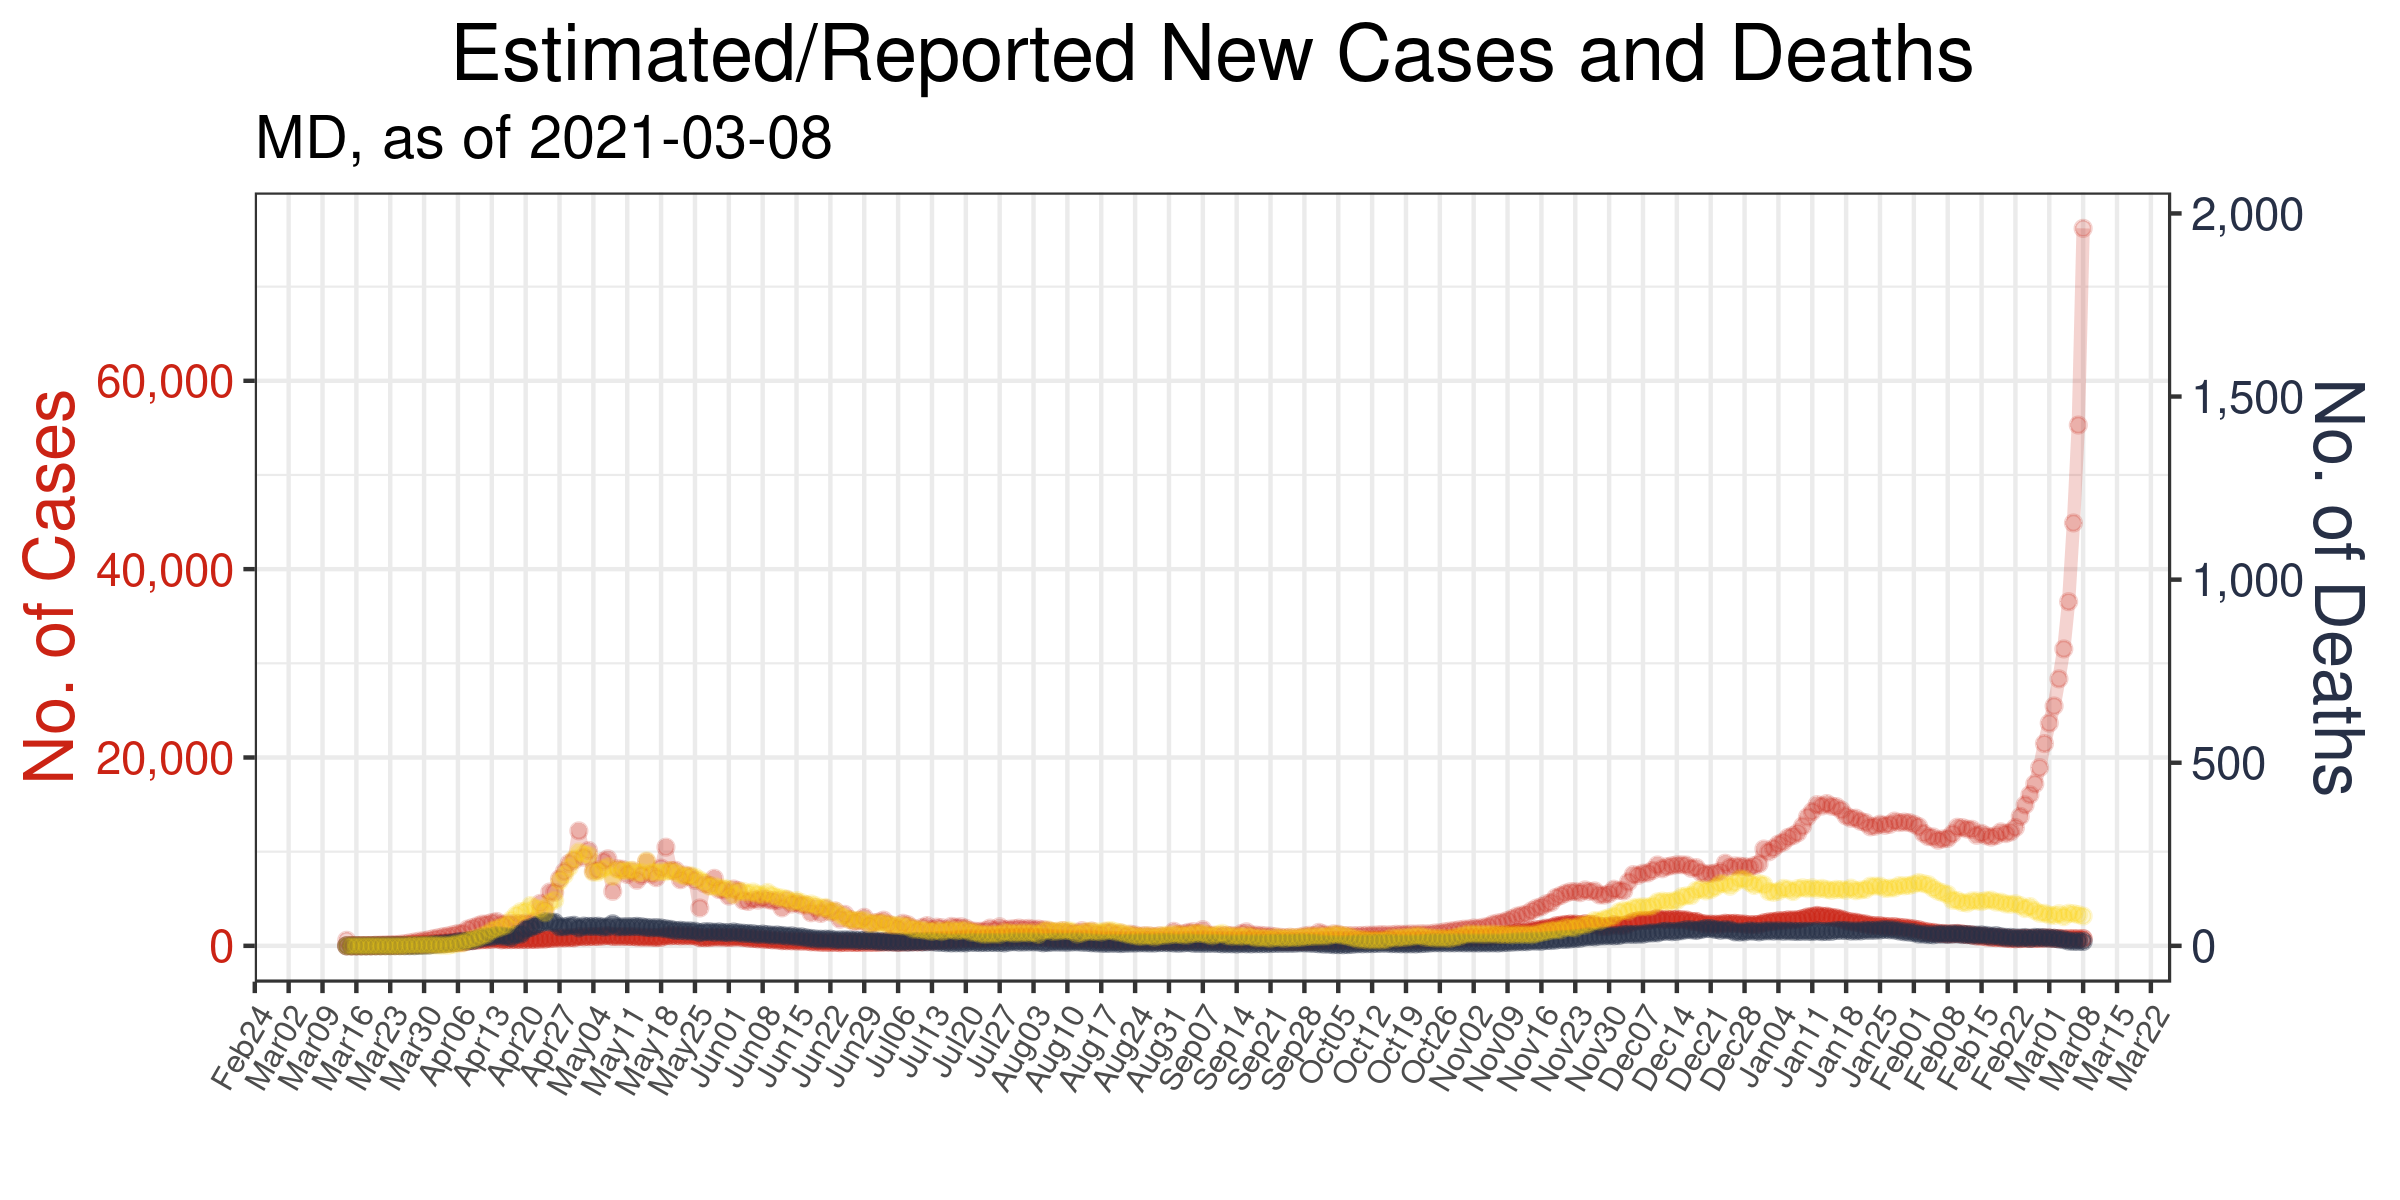 Estimated/Reported New Cases and Deaths
MD, as of 2021-03-08
No. of Cases
60,000
40,000
20,000
0
2,000
1,500
1,000
500
0
No. of Deaths
Feb24
Mar02
Mar09
Mar16
Mar23
Mar30
Apr06
Apr13
Apr20
Apr27
May04
May11
May18
May25
Jun01
Jun08
Jun15
Jun22
Jun29
Jul06
Jul13
Jul20
Jul27
Aug03
Aug10
Aug17
Aug24
Aug31
Sep07
Sep14
Sep21
Sep28
Oct05
Oct12
Oct19
Oct26
Nov02
Nov09
Nov16
Nov23
Nov30
Dec07
Dec14
Dec21
Dec28
Jan04
Jan11
Jan18
Jan25
Feb01
Feb08
Feb15
Feb22
Mar01
Mar08
Mar15
Mar22